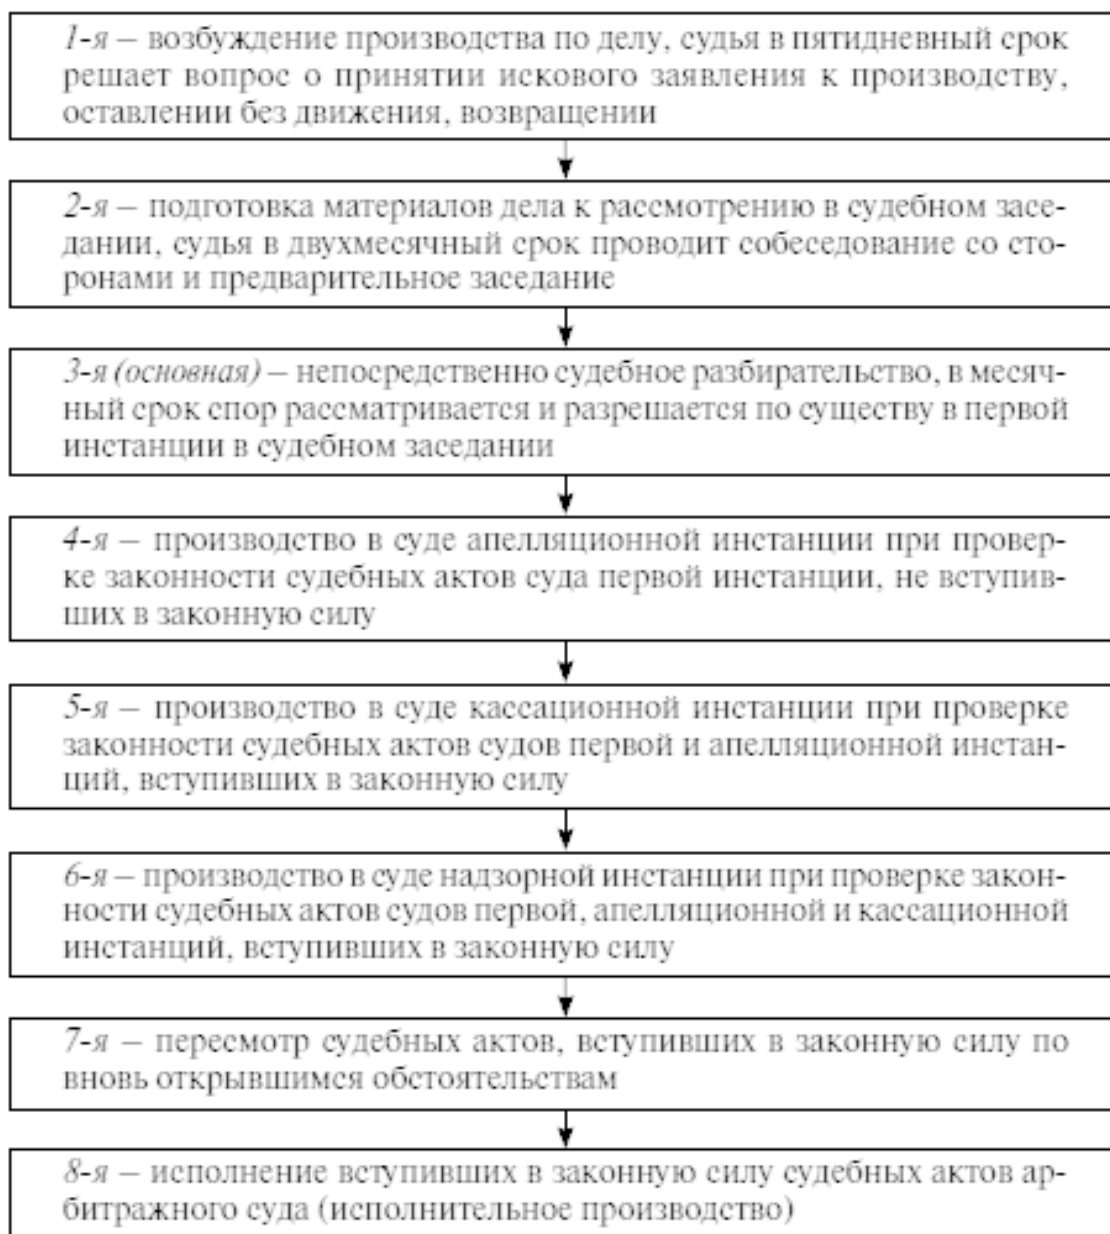 1-я – возбуждение производства по делу, судья в пятидневный срок
решает вопрос о принятии искового заявления к производству,
оставлении без движения, возвращении
2-я – подготовка материалов дела к рассмотрению в судебном засе-
дании, судья в двухмесячный срок проводит собеседование со сто-
ронами и предварительное заседание
3-я (основная) – непосредственно судебное разбирательство, в месяч-
ный срок спор рассматривается и разрешается по существу в первой
инстанции в судебном заседании
4-я – производство в суде апелляционной инстанции при провер-
ке законности судебных актов суда первой инстанции, не вступив-
ших в законную силу
5-я – производство в суде кассационной инстанции при проверке
законности судебных актов судов первой и апелляционной инстан-
ций, вступивших в законную силу
6-я – производство в суде надзорной инстанции при проверке закон-
ности судебных актов судов первой, апелляционной и кассационной
инстанций, вступивших в законную силу
7-я – пересмотр судебных актов, вступивших в законную силу по
вновь открывшимся обстоятельствам
8-я – исполнение вступивших в законную силу судебных актов ар-
битражного суда (исполнительное производство)